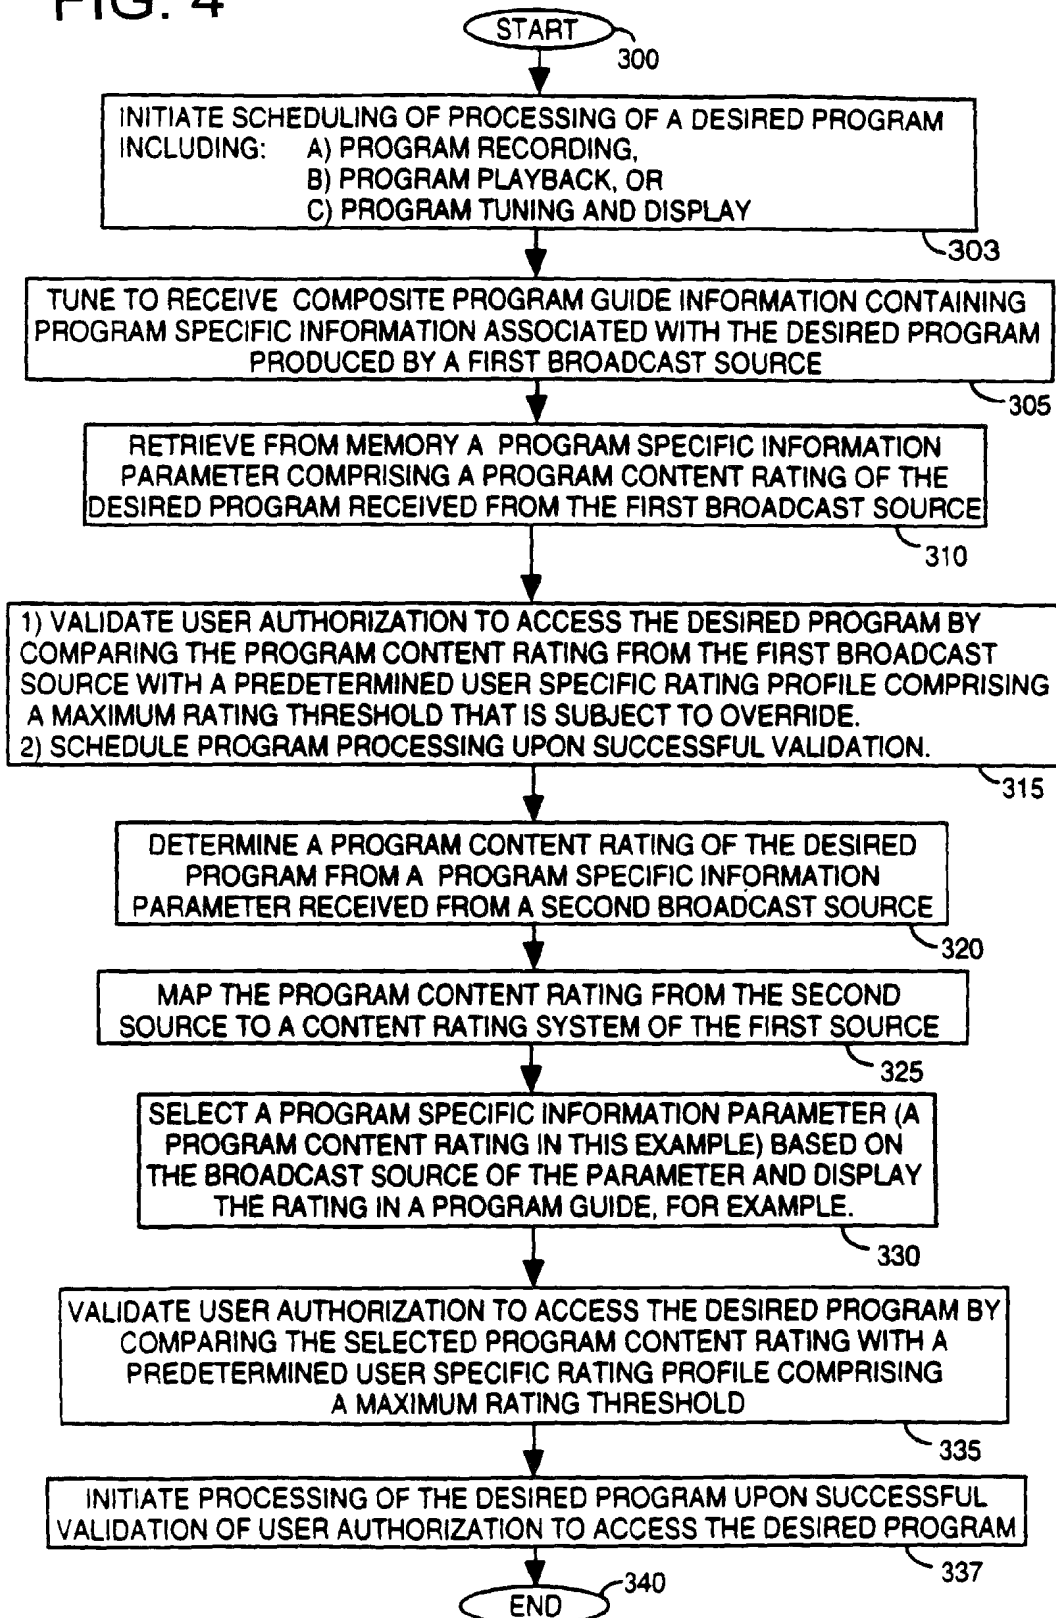 FIG. 4
START
300
INITIATE SCHEDULING OF PROCESSING OF A DESIRED PROGRAM
INCLUDING: A) PROGRAM RECORDING,
B) PROGRAM PLAYBACK, OR
C) PROGRAM TUNING AND DISPLAY
303
TUNE TO RECEIVE COMPOSITE PROGRAM GUIDE INFORMATION CONTAINING
PROGRAM SPECIFIC INFORMATION ASSOCIATED WITH THE DESIRED PROGRAM
PRODUCED BY A FIRST BROADCAST SOURCE
305
RETRIEVE FROM MEMORY A PROGRAM SPECIFIC INFORMATION
PARAMETER COMPRISING A PROGRAM CONTENT RATING OF THE
DESIRED PROGRAM RECEIVED FROM THE FIRST BROADCAST SOURCE
310
1) VALIDATE USER AUTHORIZATION TO ACCESS THE DESIRED PROGRAM BY
COMPARING THE PROGRAM CONTENT RATING FROM THE FIRST BROADCAST
SOURCE WITH A PREDETERMINED USER SPECIFIC RATING PROFILE COMPRISING
A MAXIMUM RATING THRESHOLD THAT IS SUBJECT TO OVERRIDE.
2) SCHEDULE PROGRAM PROCESSING UPON SUCCESSFUL VALIDATION.
315
DETERMINE A PROGRAM CONTENT RATING OF THE DESIRED
PROGRAM FROM A PROGRAM SPECIFIC INFORMATION
PARAMETER RECEIVED FROM A SECOND BROADCAST SOURCE
320
MAP THE PROGRAM CONTENT RATING FROM THE SECOND
SOURCE TO A CONTENT RATING SYSTEM OF THE FIRST SOURCE
325
SELECT A PROGRAM SPECIFIC INFORMATION PARAMETER (A
PROGRAM CONTENT RATING IN THIS EXAMPLE) BASED ON
THE BROADCAST SOURCE OF THE PARAMETER AND DISPLAY
THE RATING IN A PROGRAM GUIDE, FOR EXAMPLE.
330
VALIDATE USER AUTHORIZATION TO ACCESS THE DESIRED PROGRAM BY
COMPARING THE SELECTED PROGRAM CONTENT RATING WITH A
PREDETERMINED USER SPECIFIC RATING PROFILE COMPRISING
A MAXIMUM RATING THRESHOLD
335
INITIATE PROCESSING OF THE DESIRED PROGRAM UPON SUCCESSFUL
VALIDATION OF USER AUTHORIZATION TO ACCESS THE DESIRED PROGRAM
337
340
END